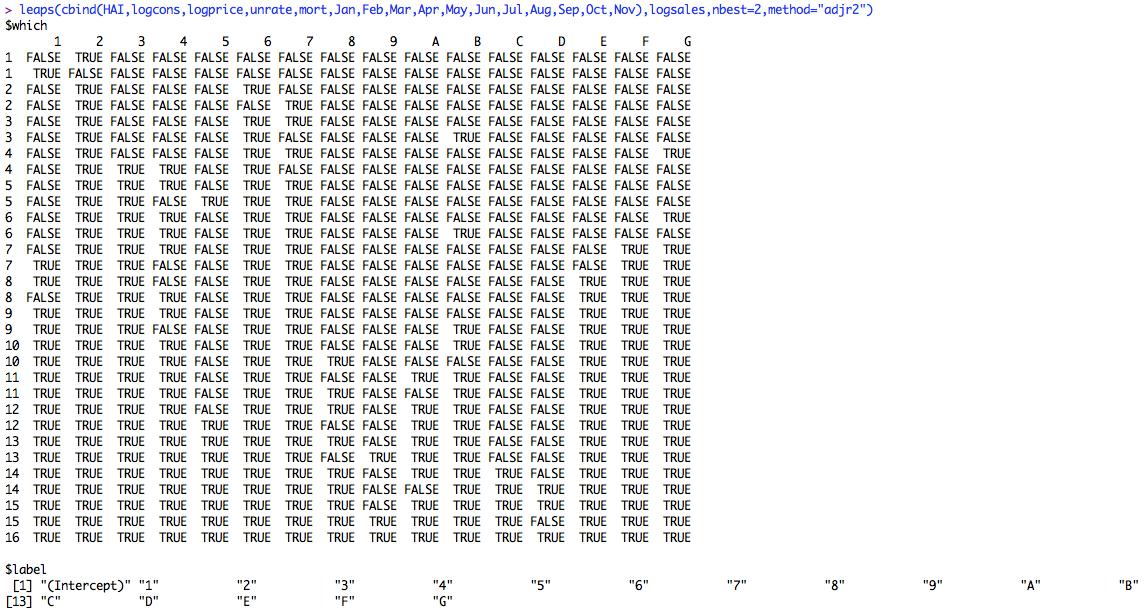 > leaps(cbind(HAI,logcons,logprice,unrate,mort,Jan,Feb,Mar,Apr,May,Jun,Jul,Aug,Sep,Oct,Nov),logsales,nbest=2,method="adjr2")
$which
       1     2     3     4     5     6     7     8     9     A     B     C     D     E     F     G
1  FALSE  TRUE FALSE FALSE FALSE FALSE FALSE FALSE FALSE FALSE FALSE FALSE FALSE FALSE FALSE FALSE
1   TRUE FALSE FALSE FALSE FALSE FALSE FALSE FALSE FALSE FALSE FALSE FALSE FALSE FALSE FALSE FALSE
2  FALSE  TRUE FALSE FALSE FALSE  TRUE FALSE FALSE FALSE FALSE FALSE FALSE FALSE FALSE FALSE FALSE
2  FALSE  TRUE FALSE FALSE FALSE FALSE  TRUE FALSE FALSE FALSE FALSE FALSE FALSE FALSE FALSE FALSE
3  FALSE  TRUE FALSE FALSE FALSE  TRUE  TRUE FALSE FALSE FALSE FALSE FALSE FALSE FALSE FALSE FALSE
3  FALSE  TRUE FALSE FALSE FALSE  TRUE FALSE FALSE FALSE FALSE  TRUE FALSE FALSE FALSE FALSE FALSE
4  FALSE  TRUE FALSE FALSE FALSE  TRUE  TRUE FALSE FALSE FALSE FALSE FALSE FALSE FALSE FALSE  TRUE
4  FALSE  TRUE  TRUE  TRUE FALSE  TRUE FALSE FALSE FALSE FALSE FALSE FALSE FALSE FALSE FALSE FALSE
5  FALSE  TRUE  TRUE  TRUE FALSE  TRUE  TRUE FALSE FALSE FALSE FALSE FALSE FALSE FALSE FALSE FALSE
5  FALSE  TRUE  TRUE FALSE  TRUE  TRUE  TRUE FALSE FALSE FALSE FALSE FALSE FALSE FALSE FALSE FALSE
6  FALSE  TRUE  TRUE  TRUE FALSE  TRUE  TRUE FALSE FALSE FALSE FALSE FALSE FALSE FALSE FALSE  TRUE
6  FALSE  TRUE  TRUE  TRUE FALSE  TRUE  TRUE FALSE FALSE FALSE  TRUE FALSE FALSE FALSE FALSE FALSE
7  FALSE  TRUE  TRUE  TRUE FALSE  TRUE  TRUE FALSE FALSE FALSE FALSE FALSE FALSE FALSE  TRUE  TRUE
7   TRUE  TRUE  TRUE FALSE FALSE  TRUE  TRUE FALSE FALSE FALSE FALSE FALSE FALSE FALSE  TRUE  TRUE
8   TRUE  TRUE  TRUE FALSE FALSE  TRUE  TRUE FALSE FALSE FALSE FALSE FALSE FALSE  TRUE  TRUE  TRUE
8  FALSE  TRUE  TRUE  TRUE FALSE  TRUE  TRUE FALSE FALSE FALSE FALSE FALSE FALSE  TRUE  TRUE  TRUE
9   TRUE  TRUE  TRUE  TRUE FALSE  TRUE  TRUE FALSE FALSE FALSE FALSE FALSE FALSE  TRUE  TRUE  TRUE
9   TRUE  TRUE  TRUE FALSE FALSE  TRUE  TRUE FALSE FALSE FALSE  TRUE FALSE FALSE  TRUE  TRUE  TRUE
10  TRUE  TRUE  TRUE  TRUE FALSE  TRUE  TRUE FALSE FALSE FALSE  TRUE FALSE FALSE  TRUE  TRUE  TRUE
10  TRUE  TRUE  TRUE  TRUE FALSE  TRUE  TRUE  TRUE FALSE FALSE FALSE FALSE FALSE  TRUE  TRUE  TRUE
11  TRUE  TRUE  TRUE  TRUE FALSE  TRUE  TRUE FALSE FALSE  TRUE  TRUE FALSE FALSE  TRUE  TRUE  TRUE
11  TRUE  TRUE  TRUE  TRUE FALSE  TRUE  TRUE  TRUE FALSE FALSE  TRUE FALSE FALSE  TRUE  TRUE  TRUE
12  TRUE  TRUE  TRUE  TRUE FALSE  TRUE  TRUE  TRUE FALSE  TRUE  TRUE FALSE FALSE  TRUE  TRUE  TRUE
12  TRUE  TRUE  TRUE  TRUE  TRUE  TRUE  TRUE FALSE FALSE  TRUE  TRUE FALSE FALSE  TRUE  TRUE  TRUE
13  TRUE  TRUE  TRUE  TRUE  TRUE  TRUE  TRUE  TRUE FALSE  TRUE  TRUE FALSE FALSE  TRUE  TRUE  TRUE
13  TRUE  TRUE  TRUE  TRUE  TRUE  TRUE  TRUE FALSE  TRUE  TRUE  TRUE FALSE FALSE  TRUE  TRUE  TRUE
14  TRUE  TRUE  TRUE  TRUE  TRUE  TRUE  TRUE  TRUE FALSE  TRUE  TRUE  TRUE FALSE  TRUE  TRUE  TRUE
14  TRUE  TRUE  TRUE  TRUE  TRUE  TRUE  TRUE FALSE FALSE FALSE  TRUE  TRUE  TRUE  TRUE  TRUE  TRUE
15  TRUE  TRUE  TRUE  TRUE  TRUE  TRUE  TRUE  TRUE FALSE  TRUE  TRUE  TRUE  TRUE  TRUE  TRUE  TRUE
15  TRUE  TRUE  TRUE  TRUE  TRUE  TRUE  TRUE  TRUE  TRUE  TRUE  TRUE  TRUE FALSE  TRUE  TRUE  TRUE
16  TRUE  TRUE  TRUE  TRUE  TRUE  TRUE  TRUE  TRUE  TRUE  TRUE  TRUE  TRUE  TRUE  TRUE  TRUE  TRUE
$label
[1] "(Intercept)" "1" "2" "3" "4" "5" "6" "7" "8" "9" "A" "B"
[13] "C" "D" "E" "F" "G"